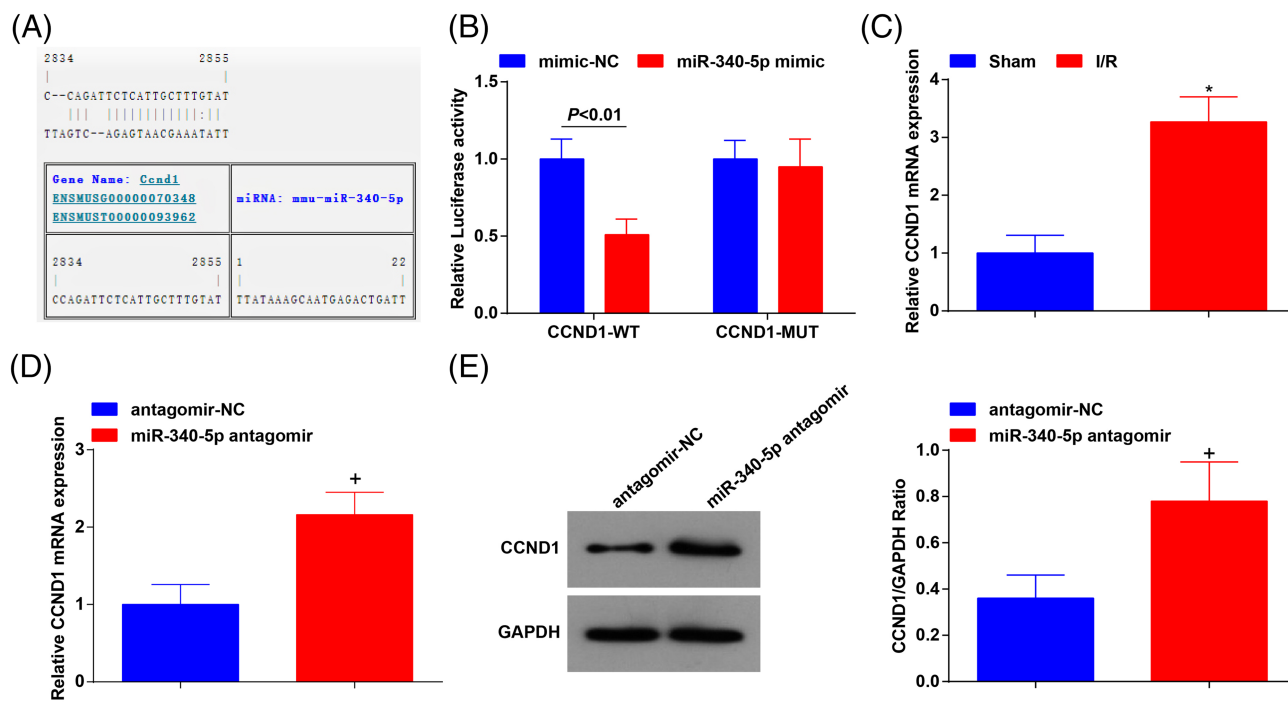 (A)
2834 2855
C--CAGATTCTCATTGCTTTGTAT
TTAGTC--AGAGTAACGAAATATT
Gene Name: Ccnd1
ENSMUSG00000070348
ENSMUST00000093962
miRNA: mmu-miR-340-5p
2834 2855
CCAGATTCTCATTGCTTTGTAT
1 22
TTATAAAGCAATGAGACTGATT
(B)
mimic-NC miR-340-5p mimic
Relative Luciferase activity
1.5
1.0
0.5
0.0
P<0.01
CCND1-WT CCND1-MUT
(C)
Sham I/R
Relative CCND1 mRNA expression
4
3
2
1
0
*
(D)
antagomir-NC
miR-340-5p antagomir
Relative CCND1 mRNA expression
3
2
1
0
+
(E)
antagomir-NC
miR-340-5p antagomir
CCND1
GAPDH
antagomir-NC
miR-340-5p antagomir
CCND1/GAPDH Ratio
1.0
0.8
0.6
0.4
0.2
0.0
+